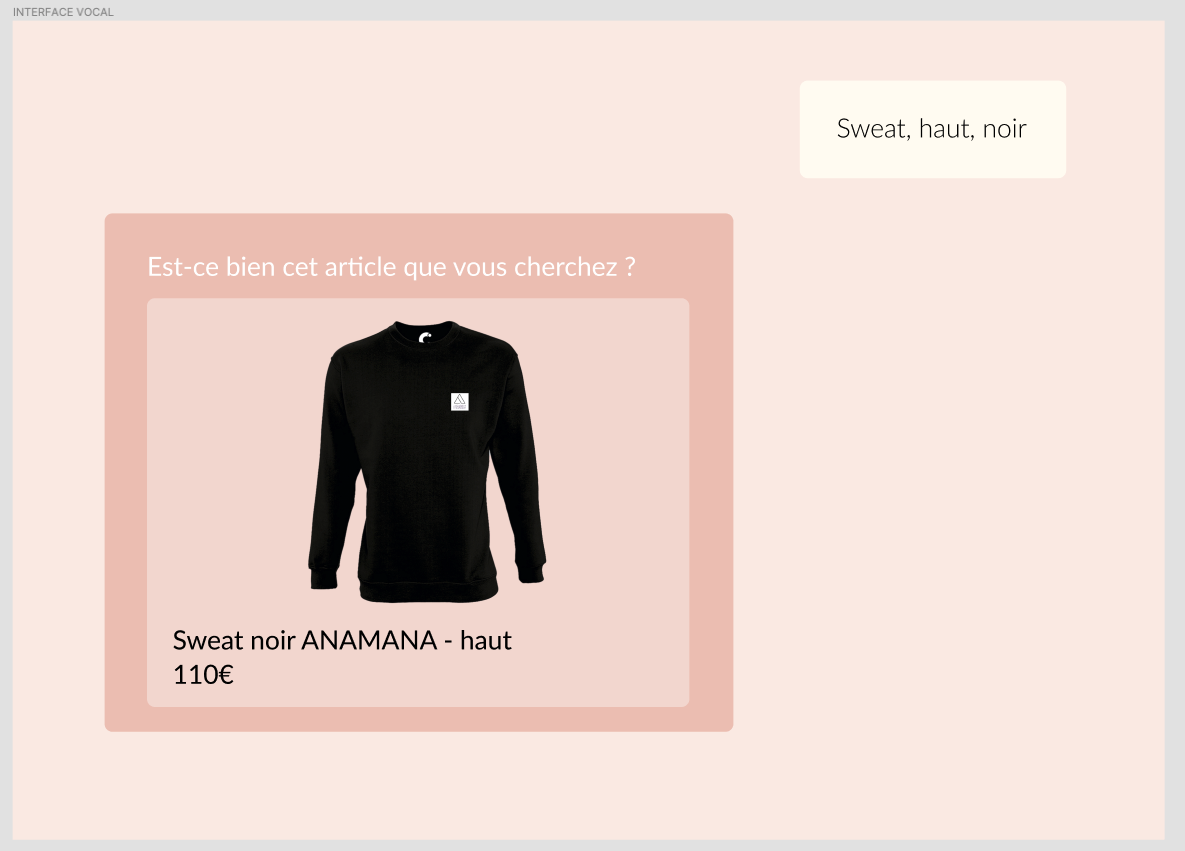 INTERFACE VOCAL
Sweat, haut, noir
Est-ce bien cet article que vous cherchez ?
Sweat noir ANAMANA - haut
110€